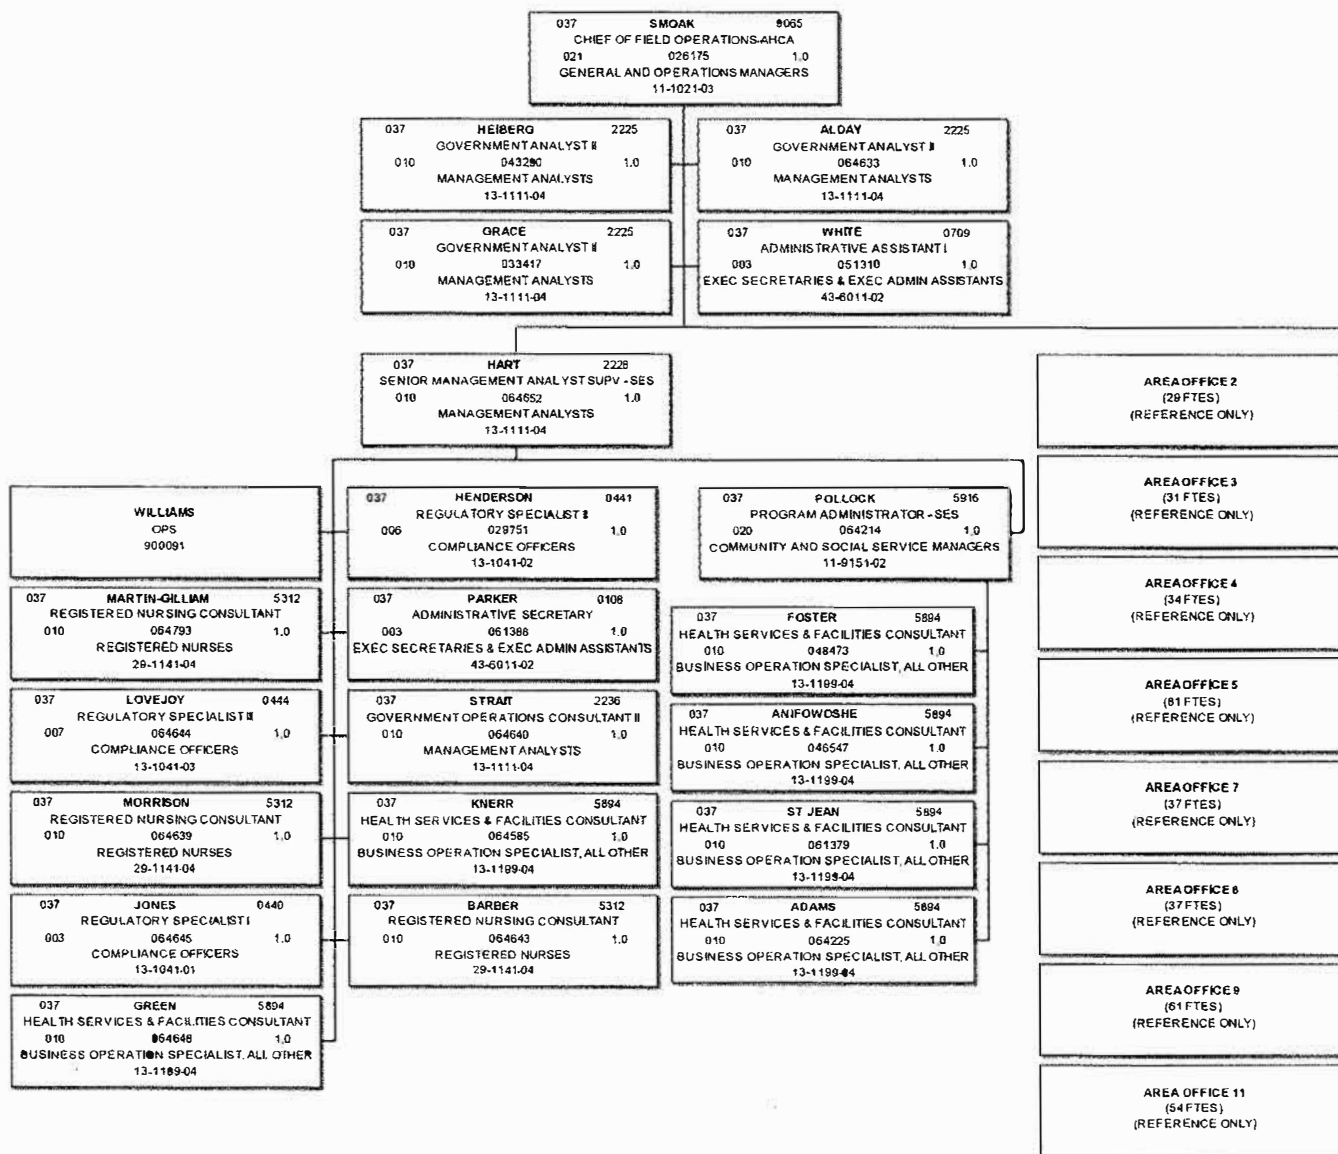 037 SMOAK 9065
CHIEF OF FIELD OPERATIONS-AHCA
021 026175 1.0
GENERAL AND OPERATIONS MANAGERS
11-1021-03
037 HEIBERG 2225
GOVERNMENT ANALYST II
010 043290 1.0
MANAGEMENT ANALYSTS
13-1111-04
037 ALDAY 2225
GOVERNMENT ANALYST II
010 064633 1.0
MANAGEMENT ANALYSTS
13-1111-04
037 GRACE 2225
GOVERNMENT ANALYST II
010 033417 1.0
MANAGEMENT ANALYSTS
13-1111-04
037 WHITE 0709
ADMINISTRATIVE ASSISTANT I
003 051310 1.0
EXEC SECRETARIES & EXEC ADMIN ASSISTANTS
43-6011-02
037 HART 2228
SENIOR MANAGEMENT ANALYST SUPV - SES
010 064652 1.0
MANAGEMENT ANALYSTS
13-1111-04
WILLIAMS
OPS
900091
037 HENDERSON 0441
REGULATORY SPECIALIST II
006 029751 1.0
COMPLIANCE OFFICERS
13-1041-02
037 POLLOCK 5916
PROGRAM ADMINISTRATOR - SES
020 064214 1.0
COMMUNITY AND SOCIAL SERVICE MANAGERS
11-9151-02
037 MARTIN-GILLIAM 5312
REGISTERED NURSING CONSULTANT
010 064793 1.0
REGISTERED NURSES
29-1141-04
037 PARKER 0108
ADMINISTRATIVE SECRETARY
003 061388 1.0
EXEC SECRETARIES & EXEC ADMIN ASSISTANTS
43-6011-02
037 LOVEJOY 0444
REGULATORY SPECIALIST III
007 064644 1.0
COMPLIANCE OFFICERS
13-1041-03
037 STRAIT 2236
GOVERNMENT OPERATIONS CONSULTANT II
010 064640 1.0
MANAGEMENT ANALYSTS
13-1111-04
037 MORRISON 5312
REGISTERED NURSING CONSULTANT
010 064639 1.0
REGISTERED NURSES
29-1141-04
037 KNERR 5894
HEALTH SERVICES & FACILITIES CONSULTANT
010 064585 1.0
BUSINESS OPERATION SPECIALIST, ALL OTHER
13-1199-04
037 JONES 0440
REGULATORY SPECIALIST I
003 064645 1.0
COMPLIANCE OFFICERS
13-1041-01
037 BARBER 5312
REGISTERED NURSING CONSULTANT
010 064643 1.0
REGISTERED NURSES
29-1141-04
037 GREEN 5894
HEALTH SERVICES & FACILITIES CONSULTANT
010 064648 1.0
BUSINESS OPERATION SPECIALIST, ALL OTHER
13-1199-04
037 FOSTER 5894
HEALTH SERVICES & FACILITIES CONSULTANT
010 048473 1.0
BUSINESS OPERATION SPECIALIST, ALL OTHER
13-1199-04
037 ANIFOWOSHE 5894
HEALTH SERVICES & FACILITIES CONSULTANT
010 046547 1.0
BUSINESS OPERATION SPECIALIST, ALL OTHER
13-1199-04
037 ST JEAN 5894
HEALTH SERVICES & FACILITIES CONSULTANT
010 061379 1.0
BUSINESS OPERATION SPECIALIST, ALL OTHER
13-1199-04
037 ADAMS 5894
HEALTH SERVICES & FACILITIES CONSULTANT
010 064225 1.0
BUSINESS OPERATION SPECIALIST, ALL OTHER
13-1199-04
AREA OFFICE 2
(29 FTES)
(REFERENCE ONLY)
AREA OFFICE 3
(31 FTES)
(REFERENCE ONLY)
AREA OFFICE 4
(34 FTES)
(REFERENCE ONLY)
AREA OFFICE 5
(61 FTES)
(REFERENCE ONLY)
AREA OFFICE 7
(37 FTES)
(REFERENCE ONLY)
AREA OFFICE 6
(37 FTES)
(REFERENCE ONLY)
AREA OFFICE 9
(61 FTES)
(REFERENCE ONLY)
AREA OFFICE 11
(54 FTES)
(REFERENCE ONLY)